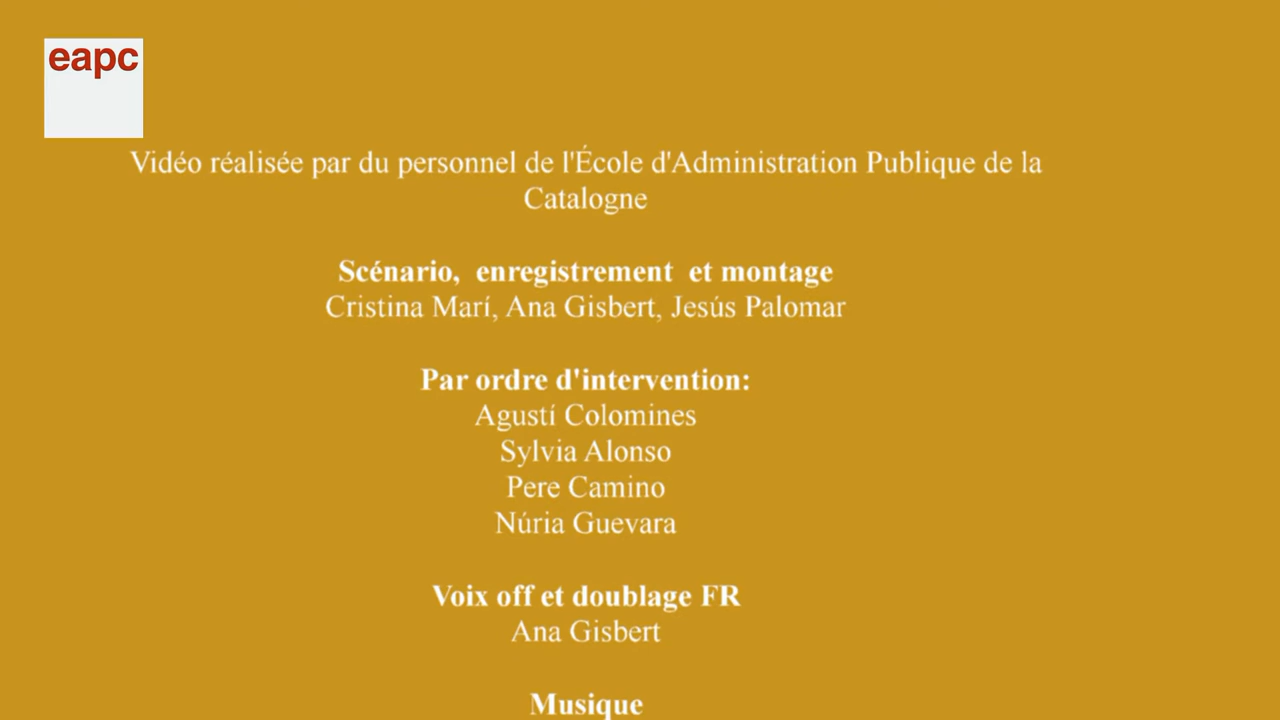 eapc
Vidéo réalisée par du personnel de l'École d'Administration Publique de la
Catalogne
Scénario,  enregistrement  et montage
Cristina Marí, Ana Gisbert, Jesús Palomar
Par ordre d'intervention:
Agustí Colomines
Sylvia Alonso
Pere Camino
Núria Guevara
Voix off et doublage FR
Ana Gisbert
Musique